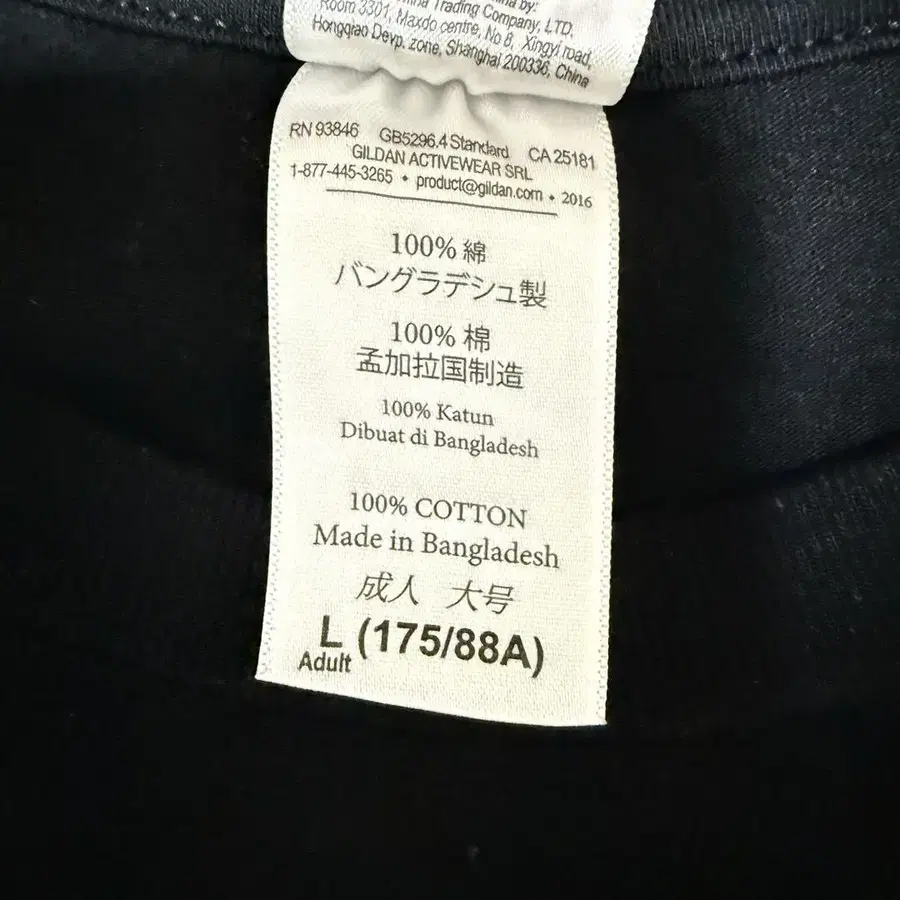 Trading Company, LTD.
Room 3301, Maxdo centre, No 8, Xingyi road,
Hongqiao Devp. zone, Shanghai 200336, China
RN 93846 GB5296.4 Standard CA 25181
GILDAN ACTIVEWEAR SRL
1-877-445-3265 • product@gildan.com • 2016
100% 綿
バングラデシュ製
100% 棉
孟加拉国制造
100% Katun
Dibuat di Bangladesh
100% COTTON
Made in Bangladesh
成人 大号
L (175/88A)
Adult